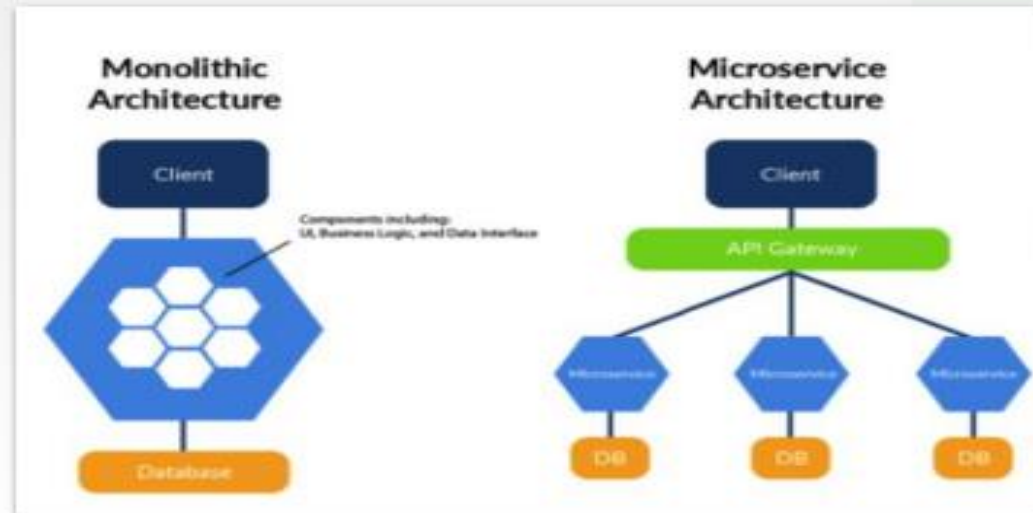 Monolithic
Architecture
Client
Components including:
UI, Business Logic, and Data Interface
Database
Microservice
Architecture
Client
API Gateway
Microservice
Microservice
Microservice
DB
DB
DB